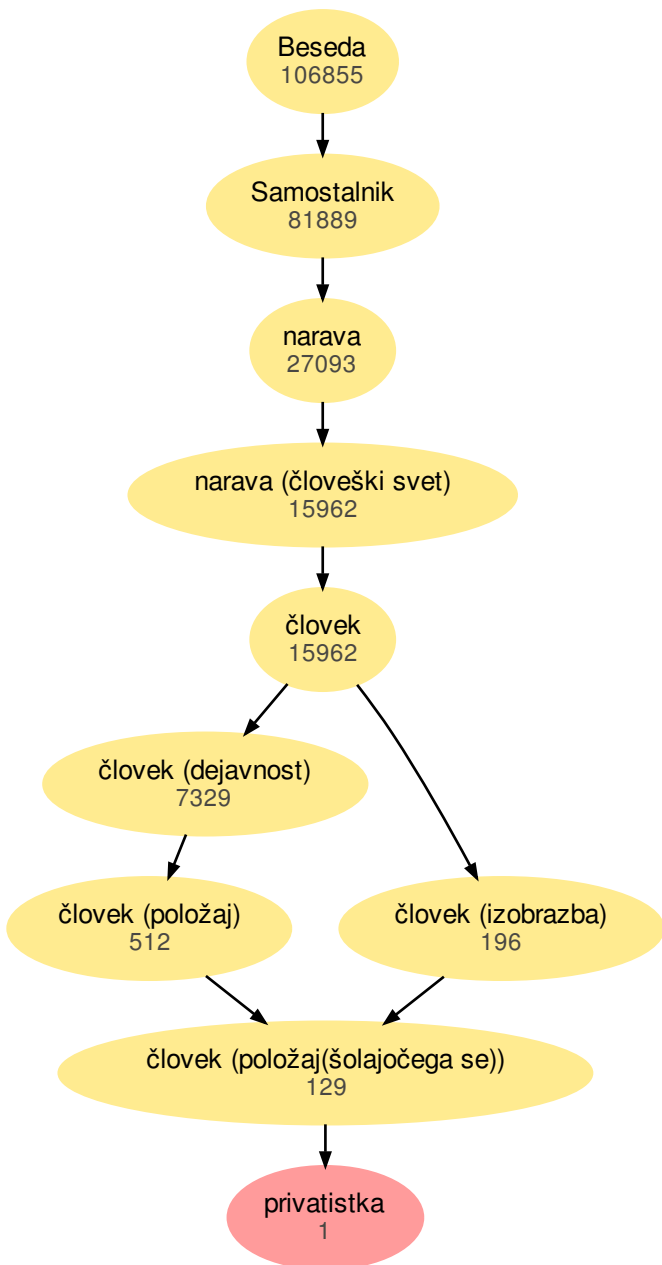 Beseda
106855
Samostalnik
81889
narava
27093
narava (človeški svet)
15962
človek
15962
človek (dejavnost)
7329
človek (položaj)
512
človek (izobrazba)
196
človek (položaj(šolajočega se))
129
privatistka
1